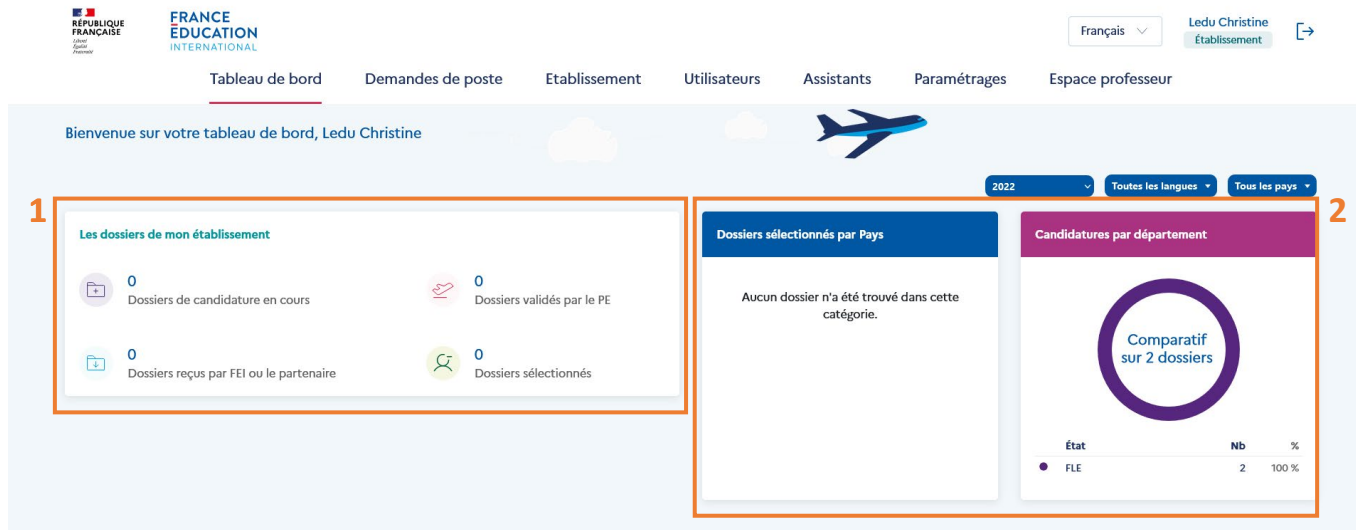 RÉPUBLIQUE
FRANÇAISE
Liberté
Égalité
Fraternité
FRANCE
ÉDUCATION
INTERNATIONAL
Français
Ledu Christine
Établissement
Tableau de bord Demandes de poste Etablissement Utilisateurs Assistants Paramétrages Espace professeur
Bienvenue sur votre tableau de bord, Ledu Christine
2022 Toutes les langues Tous les pays
1
Les dossiers de mon établissement
0
Dossiers de candidature en cours
0
Dossiers validés par le PE
0
Dossiers reçus par FEI ou le partenaire
0
Dossiers sélectionnés
2
Dossiers sélectionnés par Pays
Aucun dossier n'a été trouvé dans cette
catégorie.
Candidatures par département
Comparatif
sur 2 dossiers
État Nb %
FLE 2 100 %